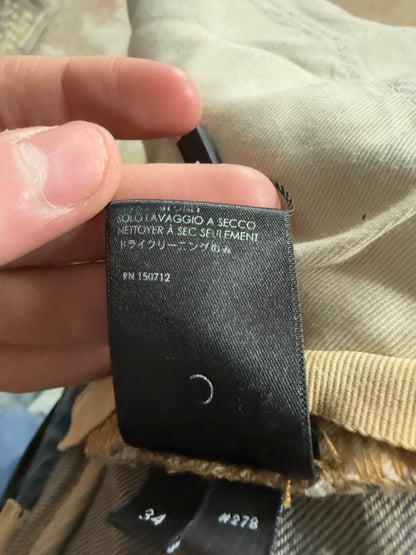 SOLO LAVAGGIO A SECCO
NETTOYER À SEC SEULEMENT
ドライクリーニングのみ
RN 150712
34
#278